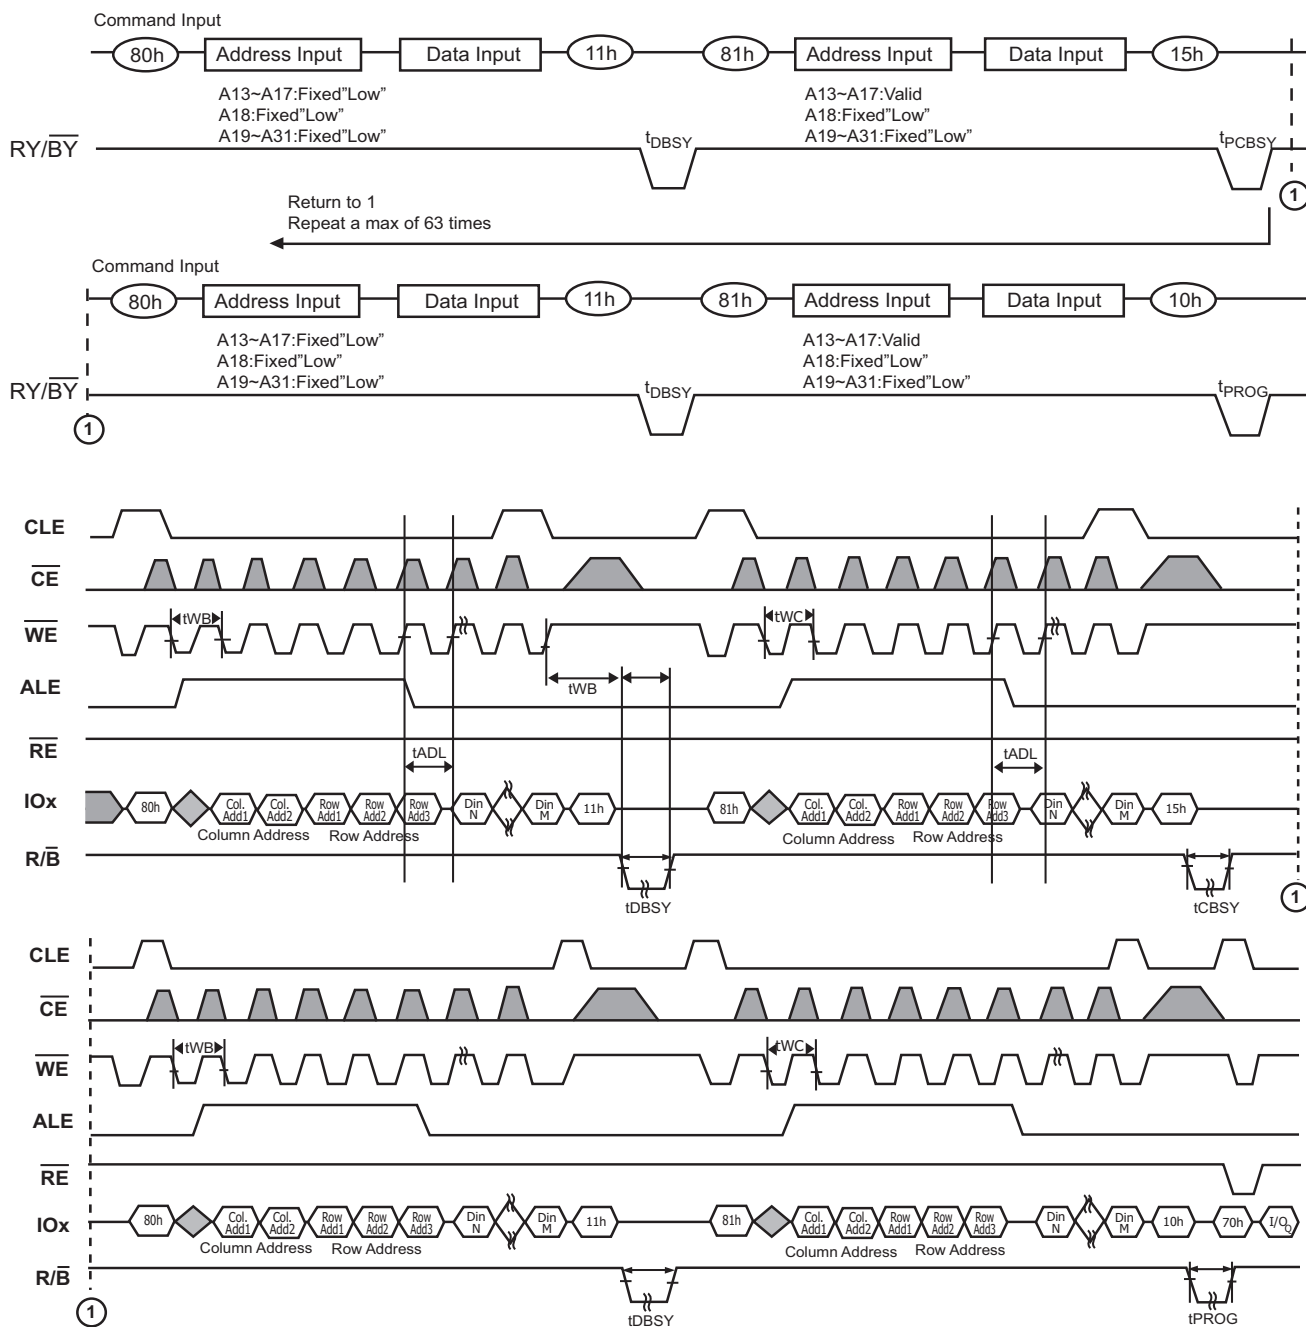 Command Input
80h Address Input Data Input 11h 81h Address Input Data Input 15h
A13~A17:Fixed"Low" A13~A17:Valid
A18:Fixed"Low" A18:Fixed"Low"
A19~A31:Fixed"Low" A19~A31:Fixed"Low"
RY/BY tDBSY tPCBSY
1
Return to 1
Repeat a max of 63 times
Command Input
80h Address Input Data Input 11h 81h Address Input Data Input 10h
A13~A17:Fixed"Low" A13~A17:Valid
A18:Fixed"Low" A18:Fixed"Low"
A19~A31:Fixed"Low" A19~A31:Fixed"Low"
RY/BY tDBSY tPROG
1
CLE
CE
WE tWB tWC
ALE tWB
RE
tADL tADL
IOx 80h Col. Add1 Col. Add2 Row Add1 Row Add2 Row Add3 Din N Din M 11h 81h Col. Add1 Col. Add2 Row Add1 Row Add2 Row Add3 Din N Din M 15h
Column Address Row Address Column Address Row Address
R/B
tDBSY tCBSY
1
CLE
CE
WE tWB tWC
ALE
RE
IOx 80h Col. Add1 Col. Add2 Row Add1 Row Add2 Row Add3 Din N Din M 11h 81h Col. Add1 Col. Add2 Row Add1 Row Add2 Row Add3 Din N Din M 10h 70h I/O0
Column Address Row Address Column Address Row Address
R/B
tDBSY tPROG
1